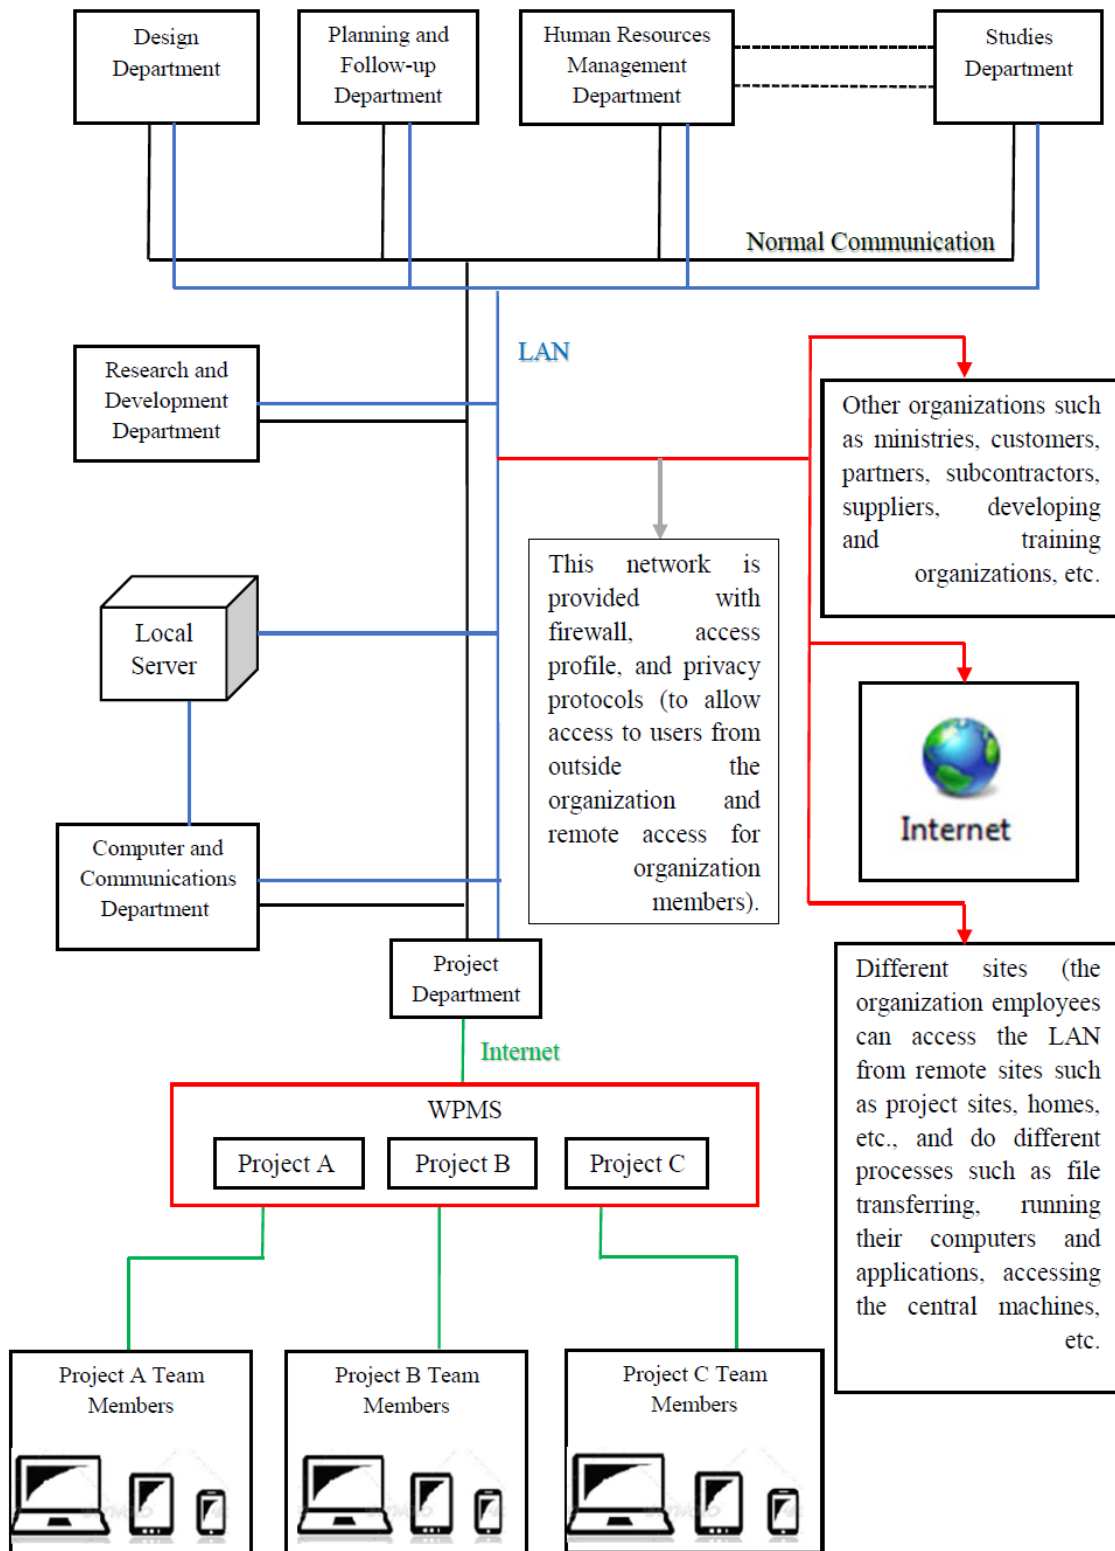 Design
Department
Planning and
Follow-up
Department
Human Resources
Management
Department
Studies
Department
Normal Communication
LAN
Research and
Development
Department
Other organizations such
as ministries, customers,
partners, subcontractors,
suppliers, developing
and training
organizations, etc.
This network is
provided with
firewall, access
profile, and privacy
protocols (to allow
access to users from
outside the
organization and
remote access for
organization
members).
Local
Server
Internet
Computer and
Communications
Department
Project
Department
Different sites (the
organization employees
can access the LAN
from remote sites such
as project sites, homes,
etc., and do different
processes such as file
transferring, running
their computers and
applications, accessing
the central machines,
etc.
Internet
WPMS
Project A
Project B
Project C
Project A Team
Members
Project B Team
Members
Project C Team
Members